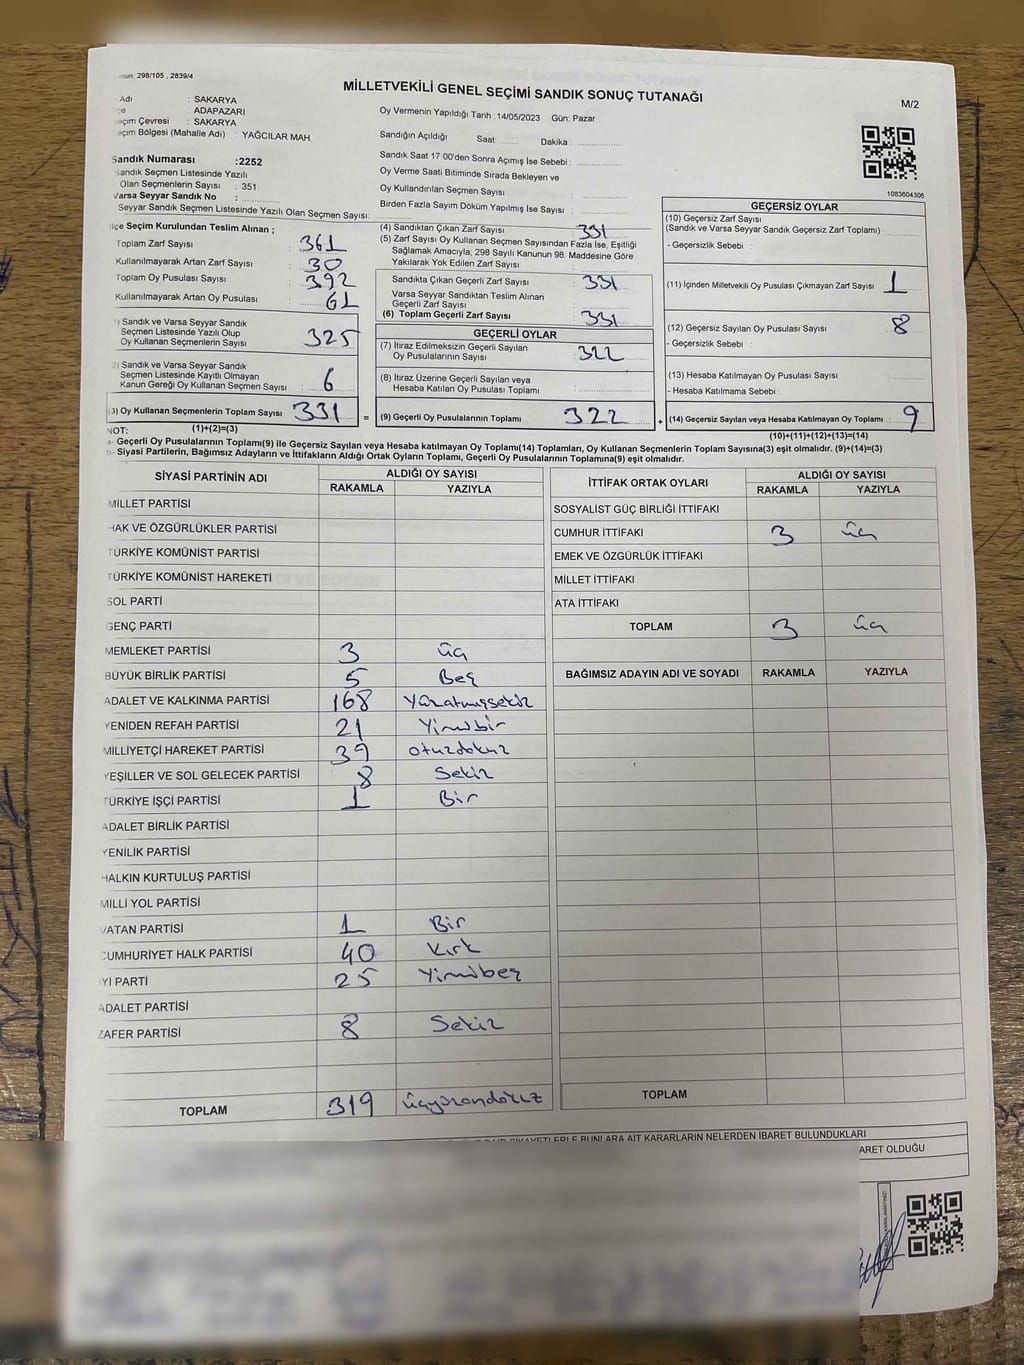 298/105 , 2839/4
MİLLETVEKİLİ GENEL SEÇİMİ SANDIK SONUÇ TUTANAĞI
M/2
Adı : SAKARYA
: ADAPAZARI
Çevresi : SAKARYA
Bölgesi (Mahalle Adı) : YAĞCILAR MAH.
Oy Vermenin Yapıldığı Tarih : 14/05/2023 Gün: Pazar
Sandığın Açıldığı Saat: Dakika :
Sandık Saat 17:00'den Sonra Açımış İse Sebebi :
Oy Verme Saati Bitiminde Sırada Bekleyen ve
Oy Kullandırılan Seçmen Sayısı :
Birden Fazla Sayım Döküm Yapılmış İse Sayısı :
Sandık Numarası :2252
Sandık Seçmen Listesinde Yazılı
Olan Seçmenlerin Sayısı : 351
Varsa Seyyar Sandık No :
Seyyar Sandık Seçmen Listesinde Yazılı Olan Seçmen Sayısı:
1083604306
İlçe Seçim Kurulundan Teslim Alınan ;
Toplam Zarf Sayısı : 361
Kullanılmayarak Artan Zarf Sayısı : 30
Toplam Oy Pusulası Sayısı : 392
Kullanılmayarak Artan Oy Pusulası : 61
1) Sandık ve Varsa Seyyar Sandık
Seçmen Listesinde Yazılı Olup
Oy Kullanan Seçmenlerin Sayısı : 325
2) Sandık ve Varsa Seyyar Sandık
Seçmen Listesinde Kayıtlı Olmayan
Kanun Gereği Oy Kullanan Seçmen Sayısı : 6
(3) Oy Kullanan Seçmenlerin Toplam Sayısı : 331 =
(1)+(2)=(3)
(4) Sandıktan Çıkan Zarf Sayısı : 331
(5) Zarf Sayısı Oy Kullanan Seçmen Sayısından Fazla İse, Eşitliği
Sağlamak Amacıyla; 298 Sayılı Kanunun 98. Maddesine Göre
Yakılarak Yok Edilen Zarf Sayısı :
Sandıkta Çıkan Geçerli Zarf Sayısı : 331
Varsa Seyyar Sandıktan Teslim Alınan
Geçerli Zarf Sayısı :
(6) Toplam Geçerli Zarf Sayısı : 331
GEÇERLİ OYLAR
(7) İtiraz Edilmeksizin Geçerli Sayılan
Oy Pusulalarının Sayısı : 322
(8) İtiraz Üzerine Geçerli Sayılan veya
Hesaba Katılan Oy Pusulası Toplamı :
(9) Geçerli Oy Pusulalarının Toplamı : 322 +
GEÇERSİZ OYLAR
(10) Geçersiz Zarf Sayısı
(Sandık ve Varsa Seyyar Sandık Geçersiz Zarf Toplamı) :
- Geçersizlik Sebebi :
(11) İçinden Milletvekili Oy Pusulası Çıkmayan Zarf Sayısı : 1
(12) Geçersiz Sayılan Oy Pusulası Sayısı : 8
- Geçersizlik Sebebi :
(13) Hesaba Katılmayan Oy Pusulası Sayısı :
- Hesaba Katılmama Sebebi :
(14) Geçersiz Sayılan veya Hesaba Katılmayan Oy Toplamı : 9
(10)+(11)+(12)+(13)=(14)
NOT:
a- Geçerli Oy Pusulalarının Toplamı(9) ile Geçersiz Sayılan veya Hesaba katılmayan Oy Toplamı(14) Toplamları, Oy Kullanan Seçmenlerin Toplam Sayısına(3) eşit olmalıdır. (9)+(14)=(3)
b- Siyasi Partilerin, Bağımsız Adayların ve İttifakların Aldığı Ortak Oyların Toplamı, Geçerli Oy Pusulalarının Toplamına(9) eşit olmalıdır.
SİYASİ PARTİNİN ADI ALDIĞI OY SAYISI
RAKAMLA YAZIYLA
MİLLET PARTİSİ
HAK VE ÖZGÜRLÜKLER PARTİSİ
TÜRKİYE KOMÜNİST PARTİSİ
TÜRKİYE KOMÜNİST HAREKETİ
SOL PARTİ
GENÇ PARTİ
MEMLEKET PARTİSİ 3 üç
BÜYÜK BİRLİK PARTİSİ 5 Beş
ADALET VE KALKINMA PARTİSİ 168 Yüzatmışsekiz
YENİDEN REFAH PARTİSİ 21 Yirmibir
MİLLİYETÇİ HAREKET PARTİSİ 39 otuzdokuz
YEŞİLLER VE SOL GELECEK PARTİSİ 8 Sekiz
TÜRKİYE İŞÇİ PARTİSİ 1 Bir
ADALET BİRLİK PARTİSİ
YENİLİK PARTİSİ
HALKIN KURTULUŞ PARTİSİ
MİLLİ YOL PARTİSİ
VATAN PARTİSİ 1 Bir
CUMHURİYET HALK PARTİSİ 40 Kırk
İYİ PARTİ 25 Yirmibeş
ADALET PARTİSİ
ZAFER PARTİSİ 8 Sekiz
TOPLAM 319 üçyüzondokuz
İTTİFAK ORTAK OYLARI ALDIĞI OY SAYISI
RAKAMLA YAZIYLA
SOSYALİST GÜÇ BİRLİĞİ İTTİFAKI
CUMHUR İTTİFAKI 3 üç
EMEK VE ÖZGÜRLÜK İTTİFAKI
MİLLET İTTİFAKI
ATA İTTİFAKI
TOPLAM 3 üç
BAĞIMSIZ ADAYIN ADI VE SOYADI RAKAMLA YAZIYLA
TOPLAM
BUNLARA AİT KARARLARIN NELERDEN İBARET BULUNDUKLARI
OLDUĞU